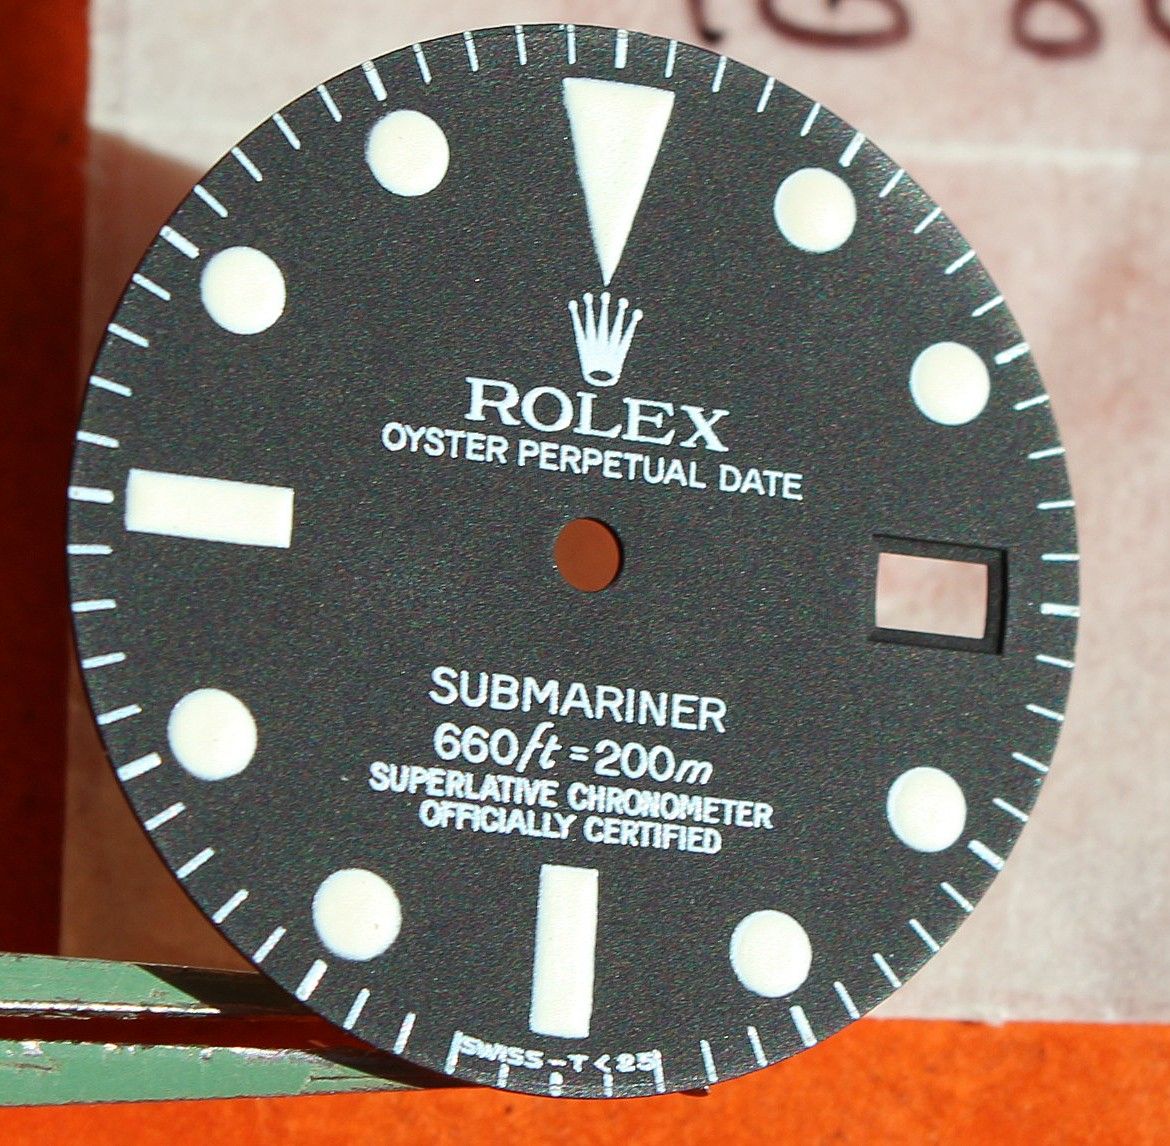 ROLEX
OYSTER PERPETUAL DATE
SUBMARINER
660ft = 200m
SUPERLATIVE CHRONOMETER
OFFICIALLY CERTIFIED
SWISS - T < 25